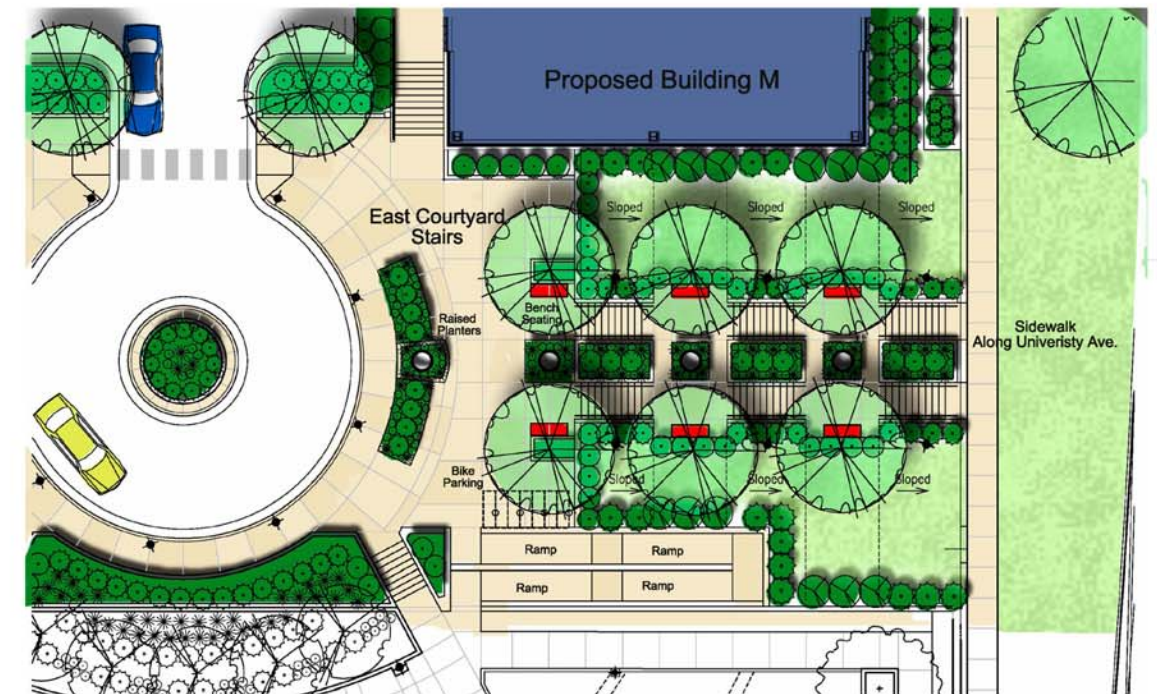 Proposed Building M
East Courtyard
Stairs
Sloped
Sloped
Sloped
Raised
Planters
Bench
Seating
Sidewalk
Along Univeristy Ave.
Bike
Parking
Sloped
Sloped
Sloped
Ramp
Ramp
Ramp
Ramp